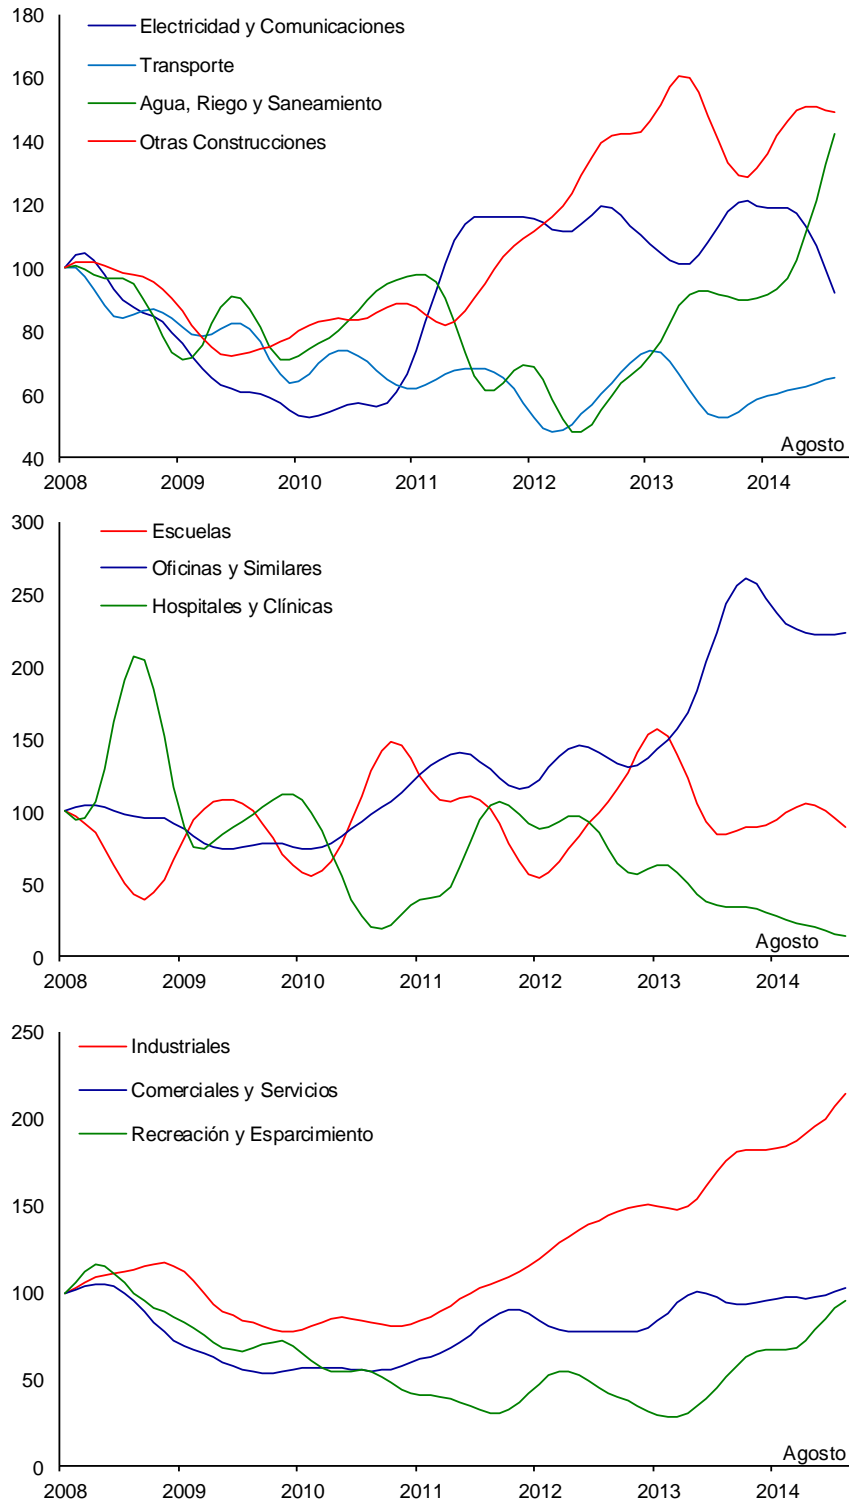 180
160
140
120
100
80
60
40
Electricidad y Comunicaciones
Transporte
Agua, Riego y Saneamiento
Otras Construcciones
Agosto
2008 2009 2010 2011 2012 2013 2014
300
250
200
150
100
50
0
Escuelas
Oficinas y Similares
Hospitales y Clínicas
Agosto
2008 2009 2010 2011 2012 2013 2014
250
200
150
100
50
0
Industriales
Comerciales y Servicios
Recreación y Esparcimiento
Agosto
2008 2009 2010 2011 2012 2013 2014